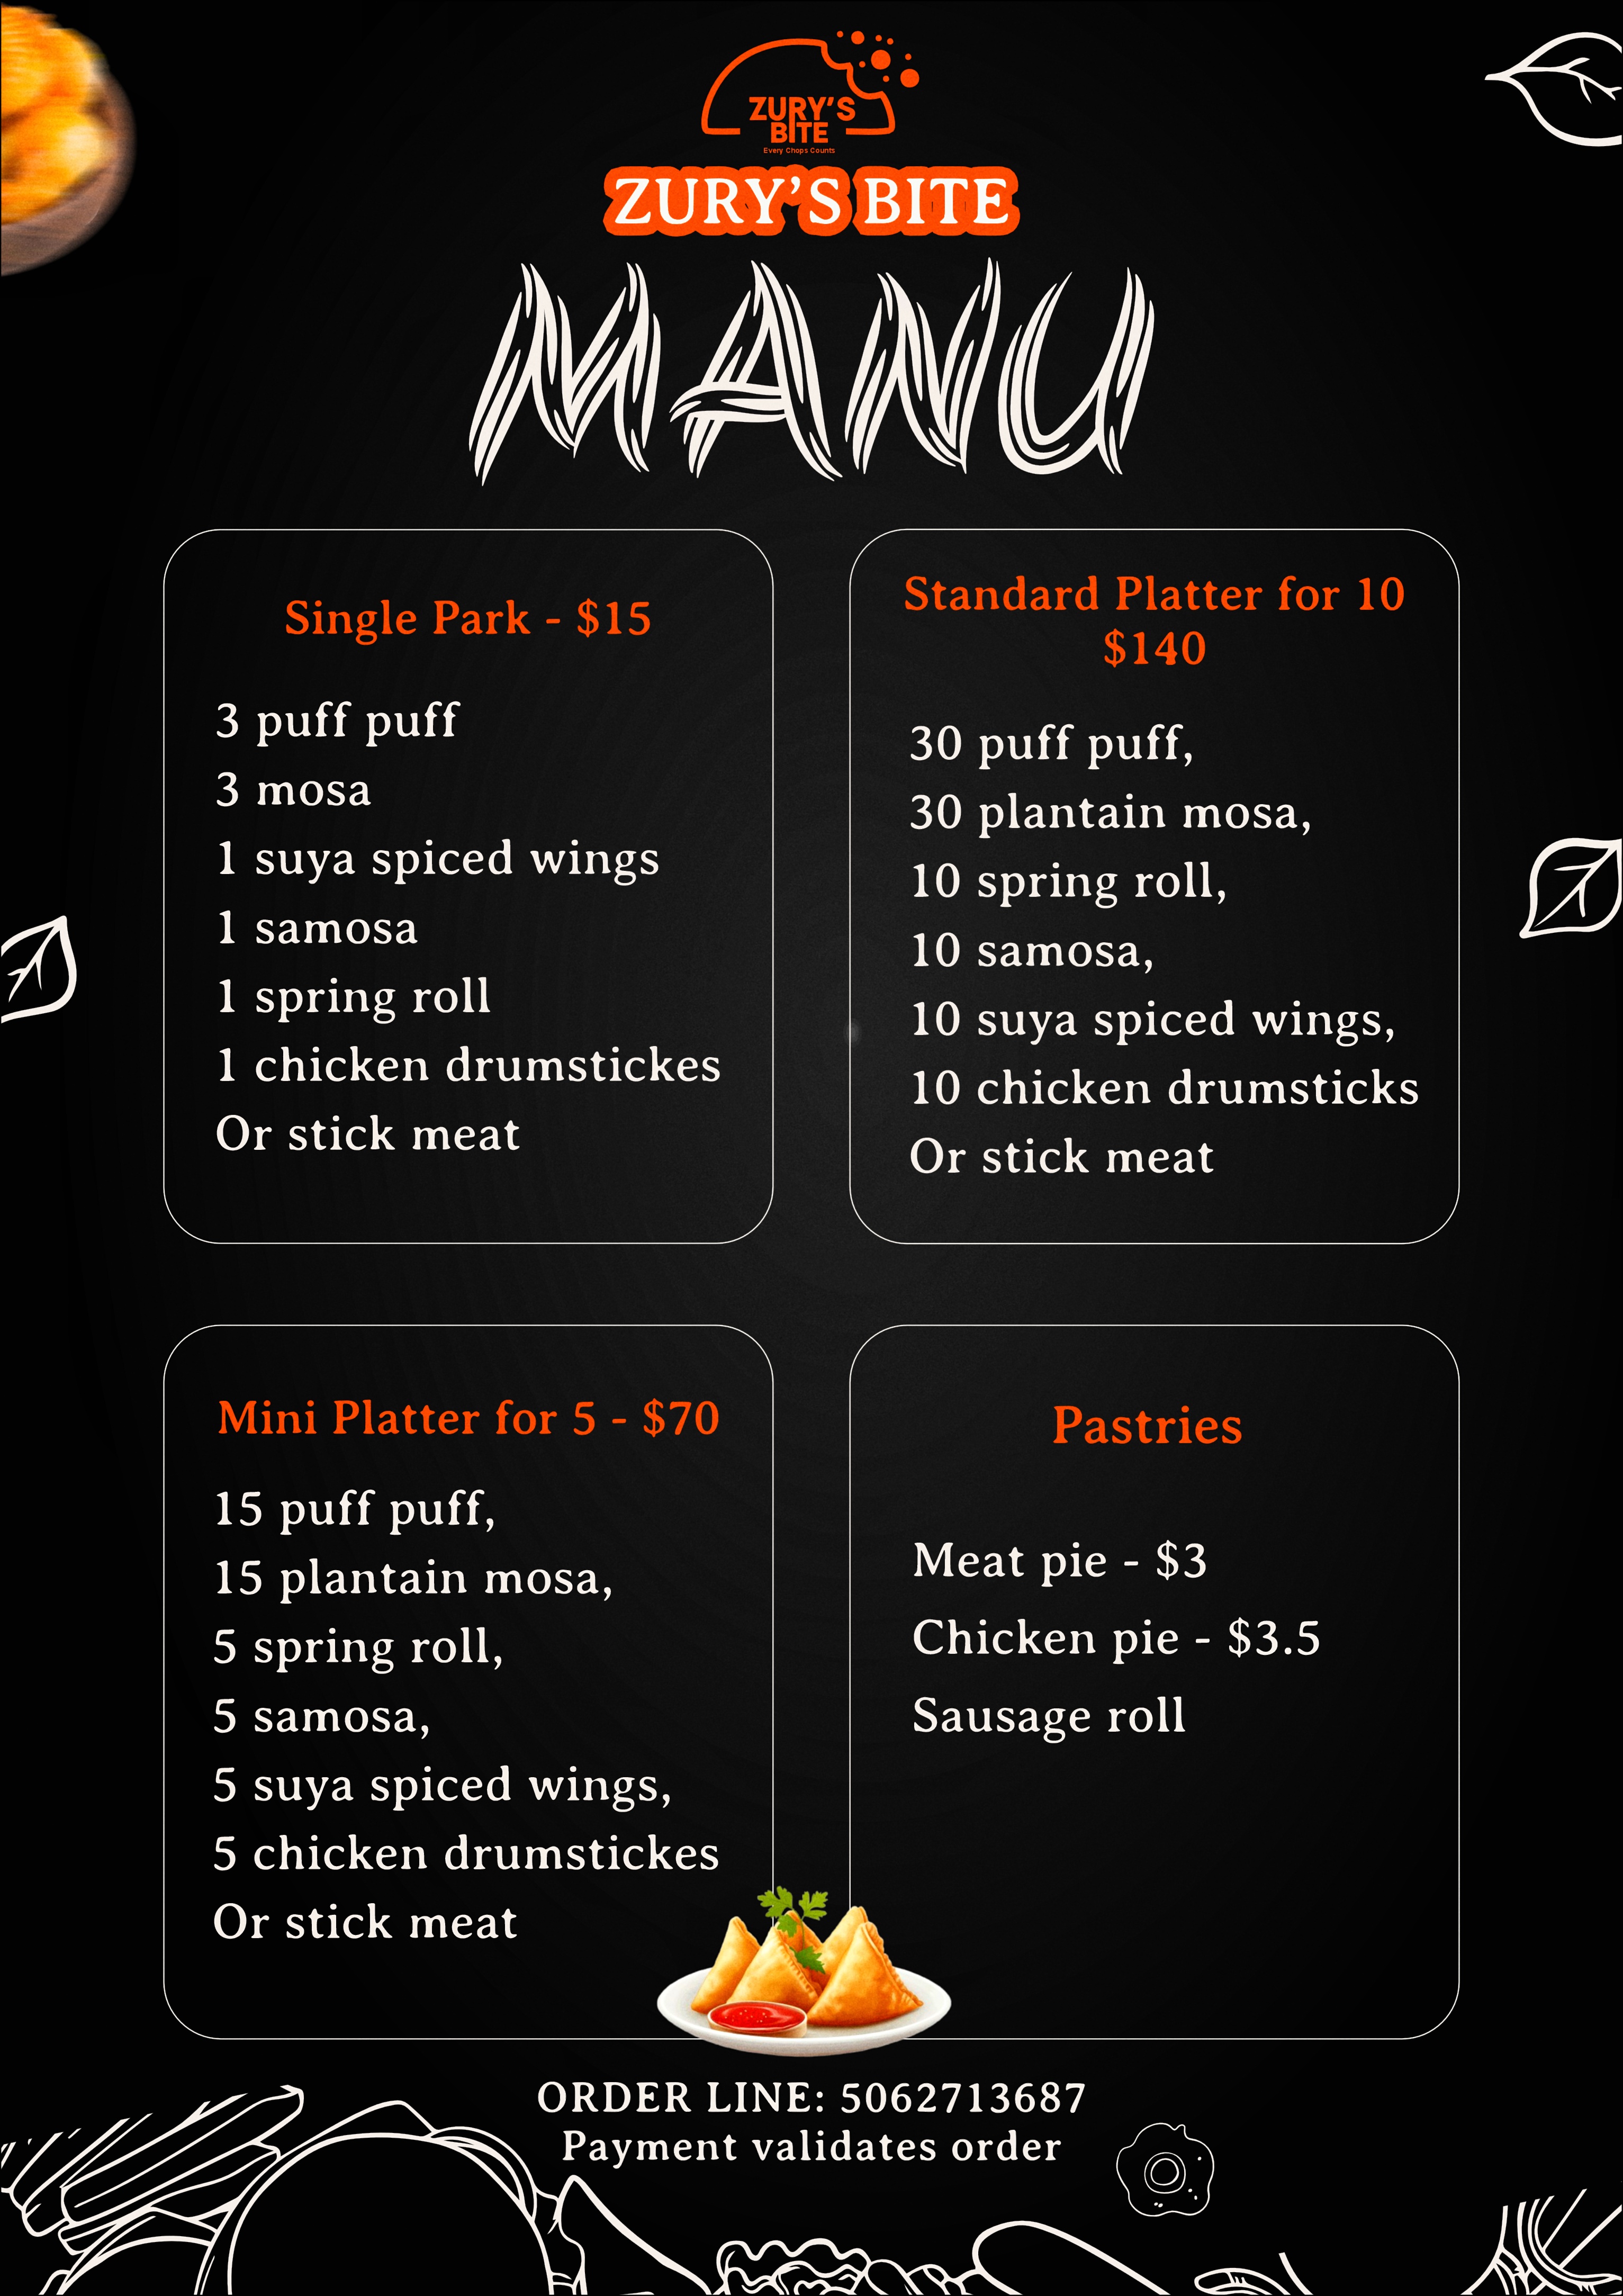 ZURY'S
BITE
Every Chops Counts
ZURY'S BITE
MANU
Single Park - $15
3 puff puff
3 mosa
1 suya spiced wings
1 samosa
1 spring roll
1 chicken drumstickes
Or stick meat
Standard Platter for 10
$140
30 puff puff,
30 plantain mosa,
10 spring roll,
10 samosa,
10 suya spiced wings,
10 chicken drumsticks
Or stick meat
Mini Platter for 5 - $70
15 puff puff,
15 plantain mosa,
5 spring roll,
5 samosa,
5 suya spiced wings,
5 chicken drumstickes
Or stick meat
Pastries
Meat pie - $3
Chicken pie - $3.5
Sausage roll
ORDER LINE: 5062713687
Payment validates order